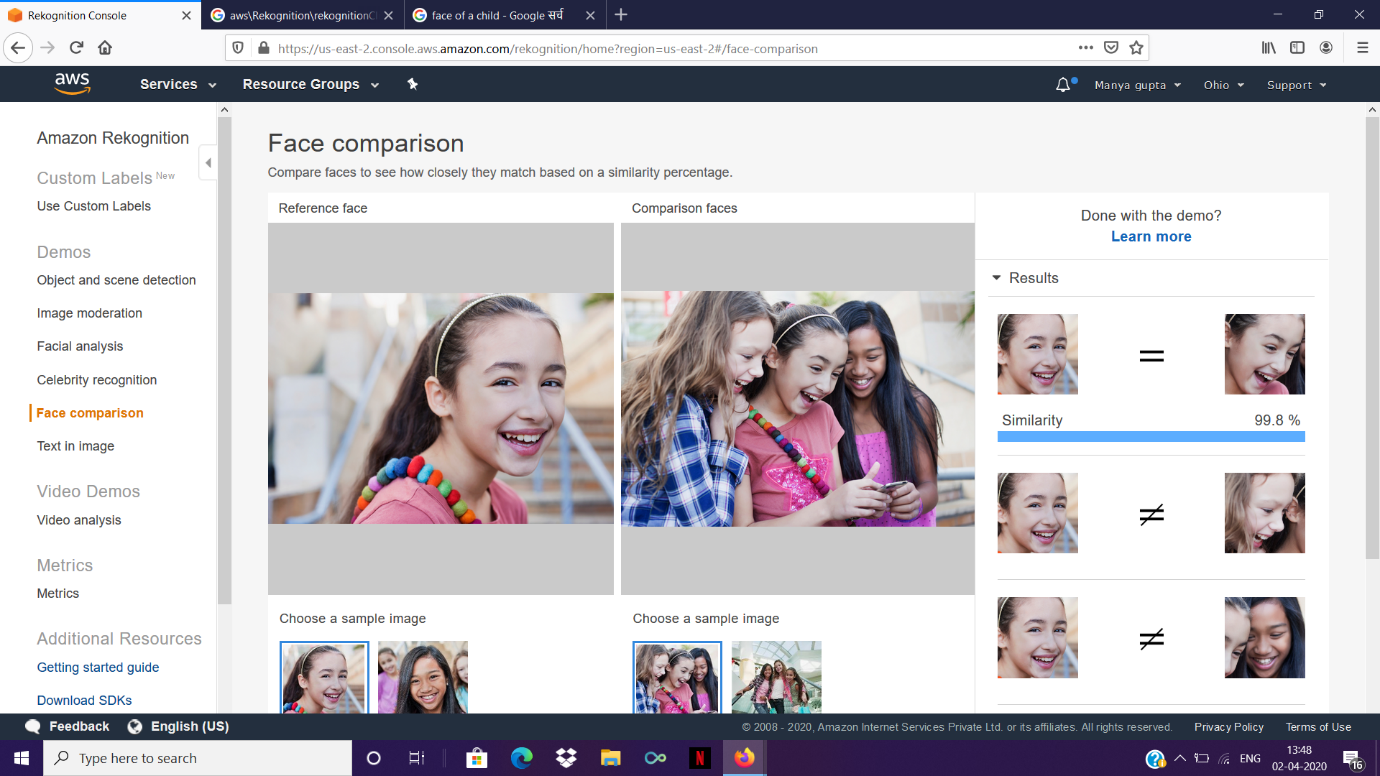 Rekognition Console
aws\Rekognition\rekognitionC
face of a child - Google सर्च
https://us-east-2.console.aws.amazon.com/rekognition/home?region=us-east-2#/face-comparison
aws
Services
Resource Groups
Manya gupta
Ohio
Support
Amazon Rekognition
Custom Labels New
Use Custom Labels
Demos
Object and scene detection
Image moderation
Facial analysis
Celebrity recognition
Face comparison
Text in image
Video Demos
Video analysis
Metrics
Metrics
Additional Resources
Getting started guide
Download SDKs
Face comparison
Compare faces to see how closely they match based on a similarity percentage.
Reference face
Comparison faces
Choose a sample image
Choose a sample image
Done with the demo?
Learn more
Results
=
Similarity 99.8 %
≠
≠
Feedback
English (US)
© 2008 - 2020, Amazon Internet Services Private Ltd. or its affiliates. All rights reserved.
Privacy Policy
Terms of Use
Type here to search
N
ENG
13:48
02-04-2020
16